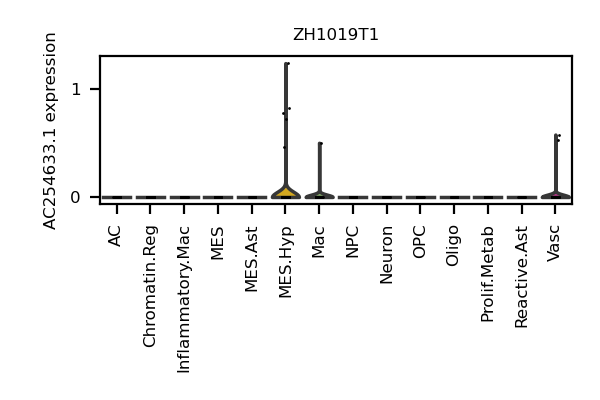 ZH1019T1
AC254633.1 expression
1
0
AC
Chromatin.Reg
Inflammatory.Mac
MES
MES.Ast
MES.Hyp
Mac
NPC
Neuron
OPC
Oligo
Prolif.Metab
Reactive.Ast
Vasc